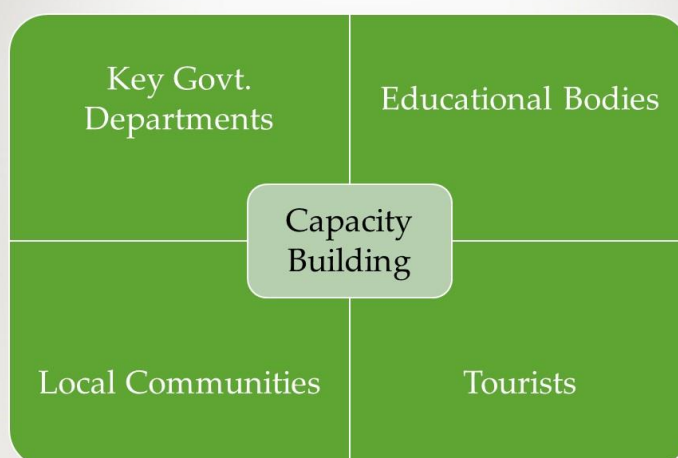 Key Govt.
Departments
Educational Bodies
Capacity
Building
Local Communities
Tourists